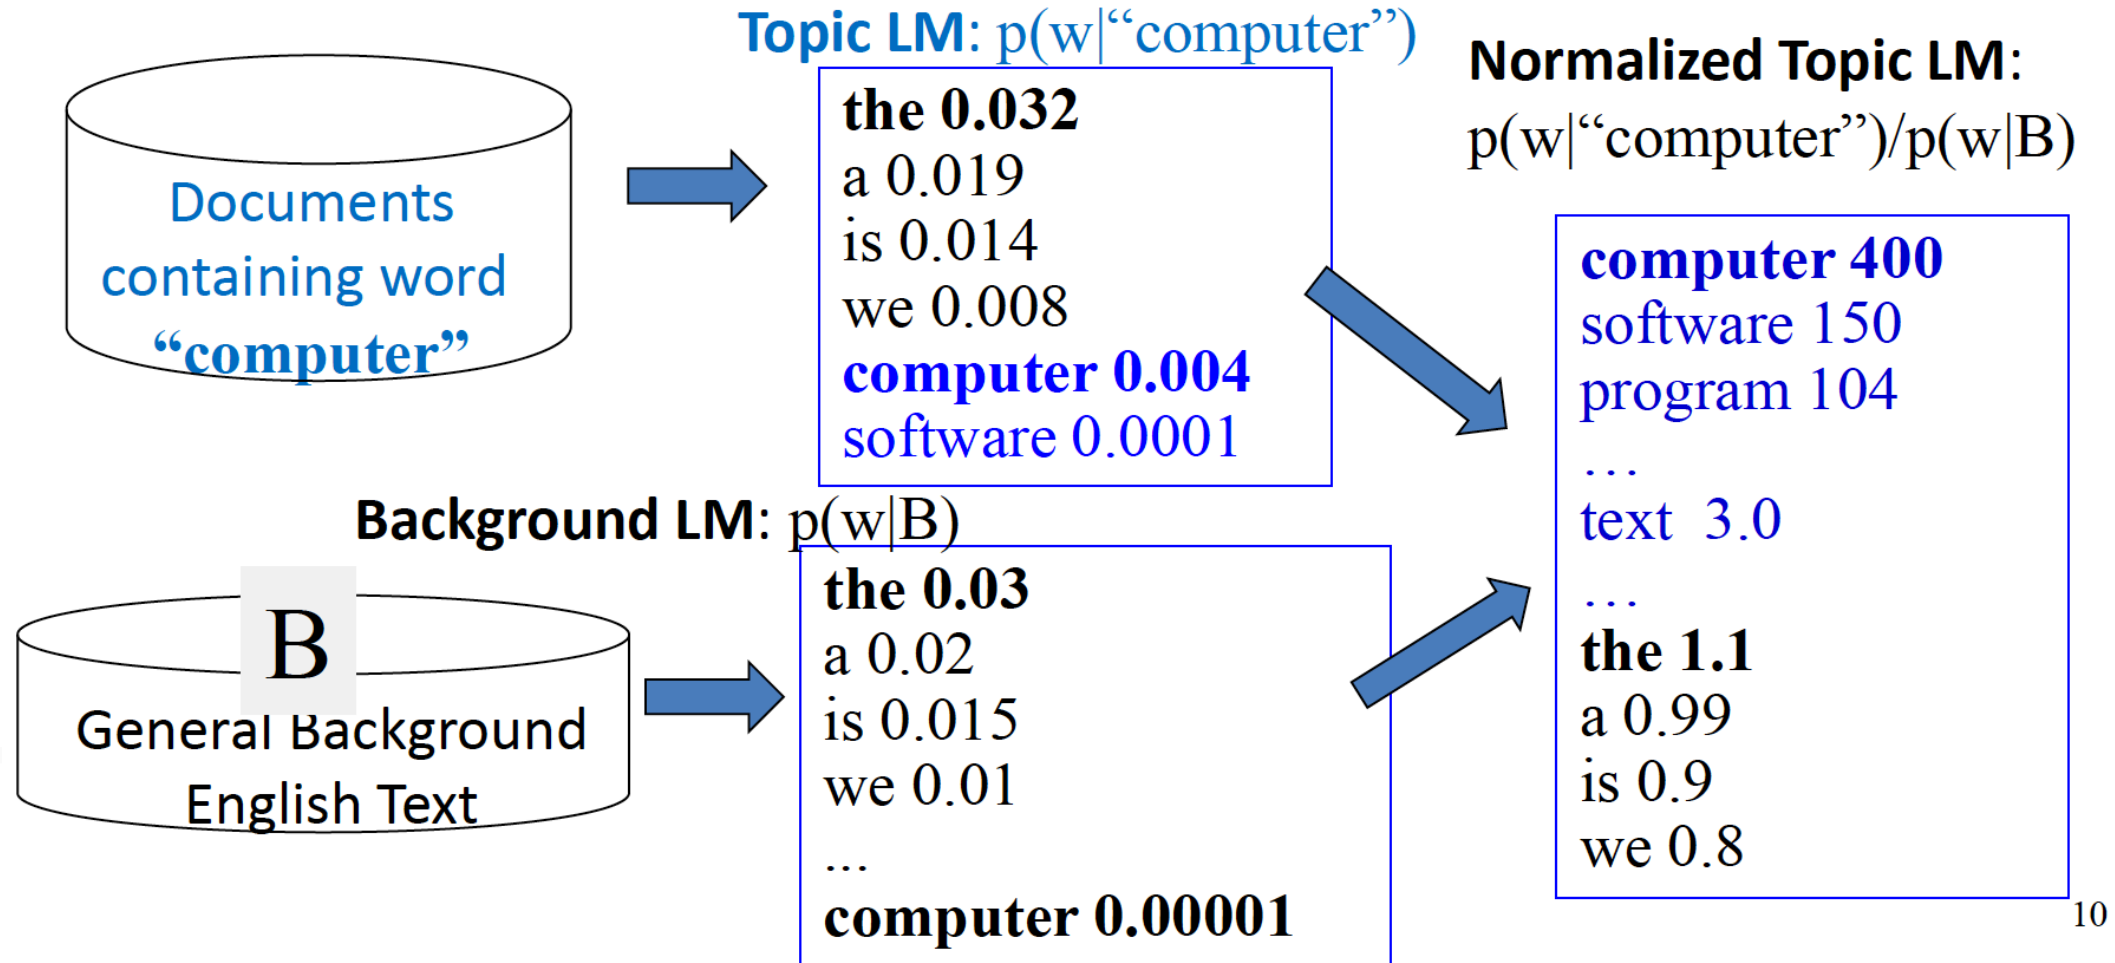 Topic LM: p(w|“computer”)
Documents
containing word
“computer”
the 0.032
a 0.019
is 0.014
we 0.008
computer 0.004
software 0.0001
Normalized Topic LM:
p(w|“computer”)/p(w|B)
computer 400
software 150
program 104
…
text 3.0
…
the 1.1
a 0.99
is 0.9
we 0.8
Background LM: p(w|B)
B
General Background
English Text
the 0.03
a 0.02
is 0.015
we 0.01
...
computer 0.00001
10